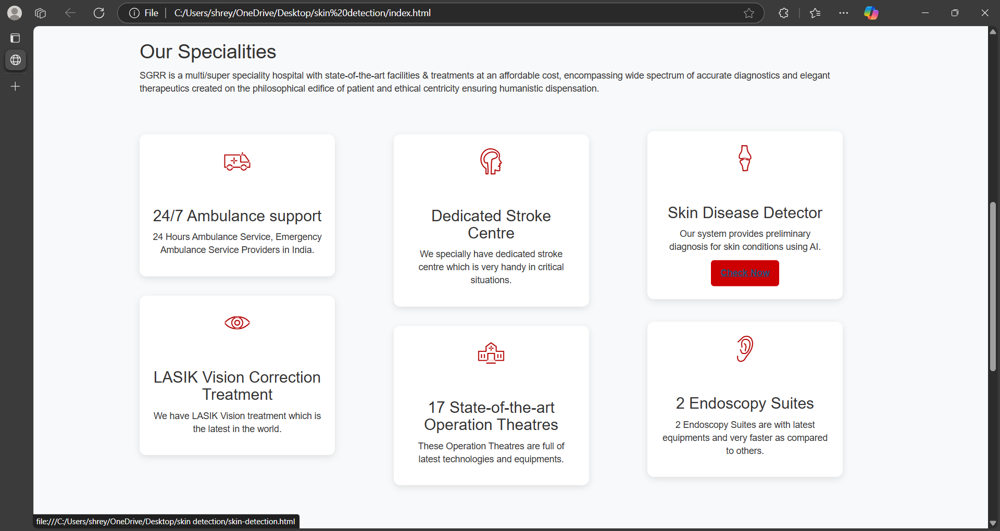 File
C:/Users/shrey/OneDrive/Desktop/skin%20detection/index.html
Our Specialities
SGRR is a multi/super speciality hospital with state-of-the-art facilities & treatments at an affordable cost, encompassing wide spectrum of accurate diagnostics and elegant
therapeutics created on the philosophical edifice of patient and ethical centricity ensuring humanistic dispensation.
24/7 Ambulance support
24 Hours Ambulance Service, Emergency
Ambulance Service Providers in India.
Dedicated Stroke
Centre
We specially have dedicated stroke
centre which is very handy in critical
situations.
Skin Disease Detector
Our system provides preliminary
diagnosis for skin conditions using AI.
Check Now
LASIK Vision Correction
Treatment
We have LASIK Vision treatment which is
the latest in the world.
17 State-of-the-art
Operation Theatres
These Operation Theatres are full of
latest technologies and equipments.
2 Endoscopy Suites
2 Endoscopy Suites are with latest
equipments and very faster as compared
to others.
file:///C:/Users/shrey/OneDrive/Desktop/skin detection/skin-detection.html